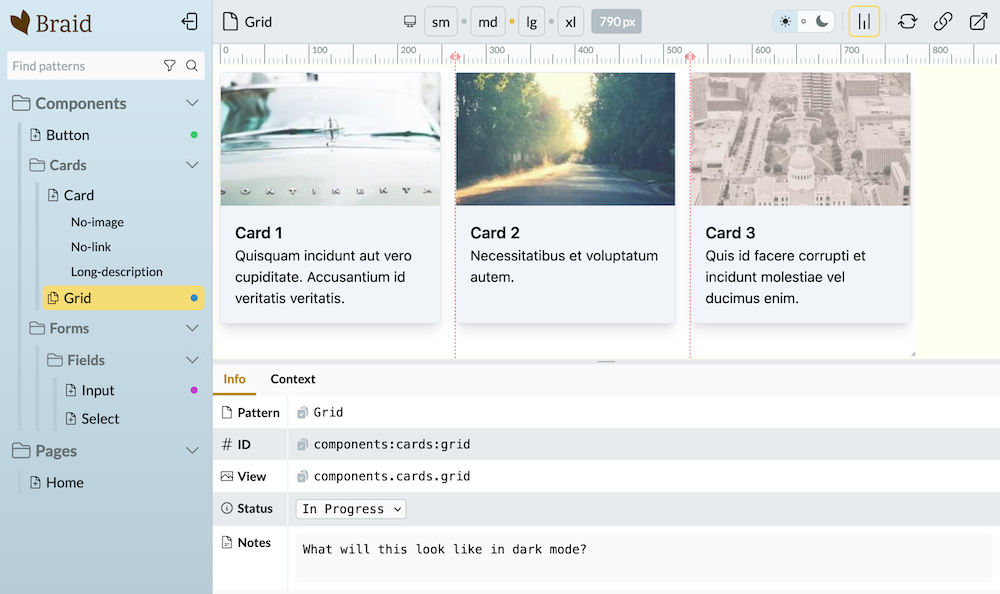 Braid
Grid
sm
md
lg
xl
790 px
Find patterns
0
100
200
300
400
500
600
700
800
Components
Button
Cards
Card
No-image
No-link
Long-description
Grid
Forms
Fields
Input
Select
Pages
Home
CONTINENTA
Card 1
Quisquam incidunt aut vero
cupiditate. Accusantium id
veritatis veritatis.
Card 2
Necessitatibus et voluptatum
autem.
Card 3
Quis id facere corrupti et
incidunt molestiae vel
ducimus enim.
Info Context
Pattern Grid
# ID components:cards:grid
View components.cards.grid
Status In Progress
Notes What will this look like in dark mode?